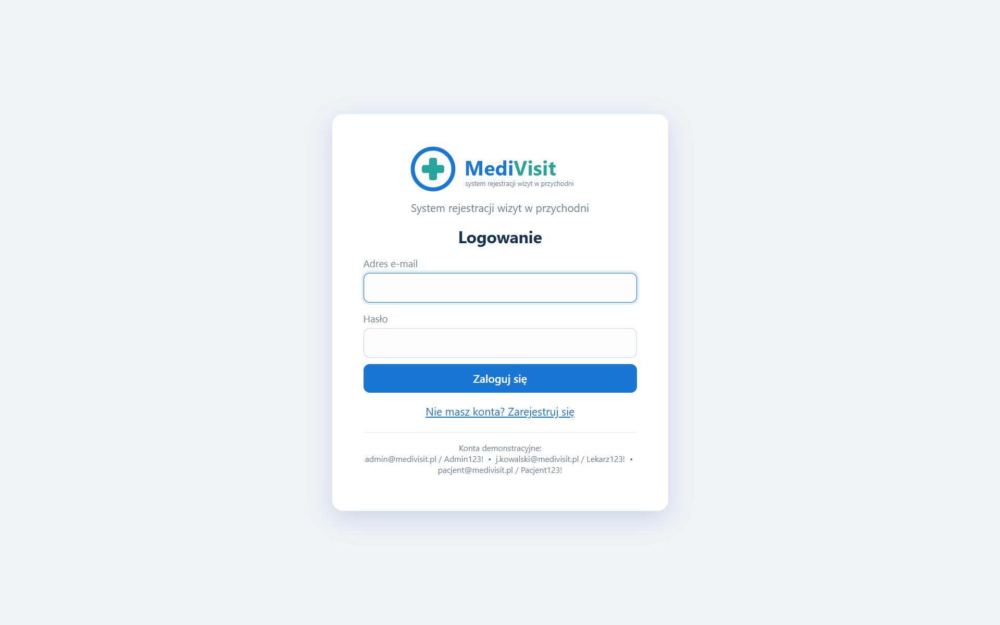 MediVisit
system rejestracji wizyt w przychodni
System rejestracji wizyt w przychodni
Logowanie
Adres e-mail
Hasło
Zaloguj się
Nie masz konta? Zarejestruj się
Konta demonstracyjne:
admin@medivisit.pl / Admin123! • j.kowalski@medivisit.pl / Lekarz123! •
pacjent@medivisit.pl / Pacjent123!